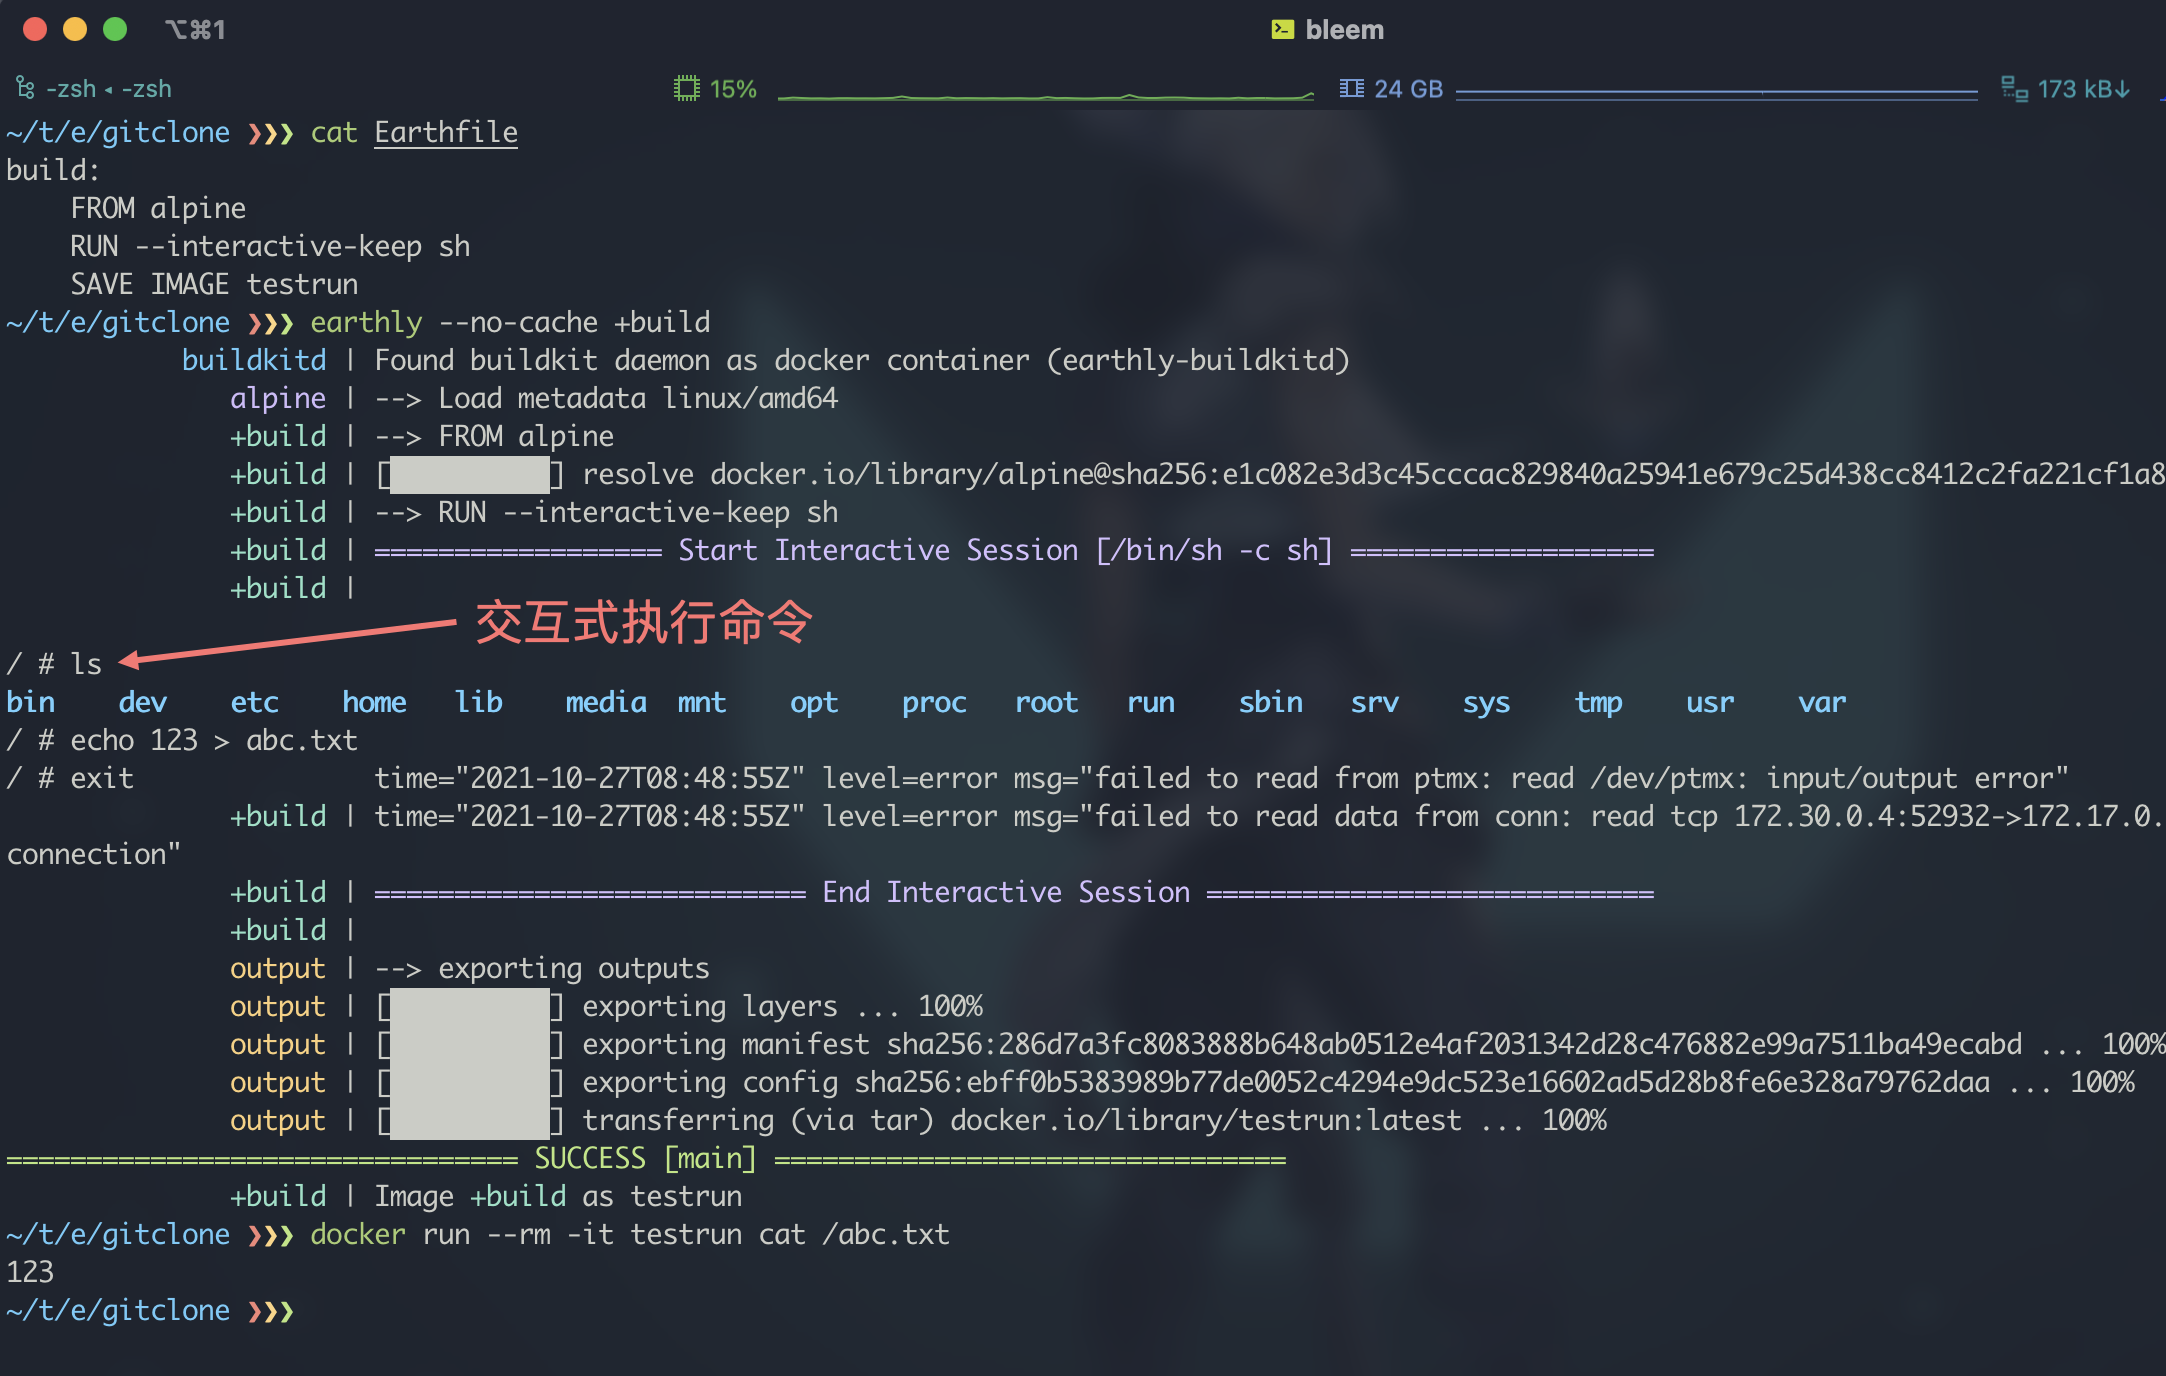 ⌥⌘1 bleem
-zsh ◂ -zsh 15% 24 GB 173 kB↓
~/t/e/gitclone ❯❯❯ cat Earthfile
build:
    FROM alpine
    RUN --interactive-keep sh
    SAVE IMAGE testrun
~/t/e/gitclone ❯❯❯ earthly --no-cache +build
buildkitd | Found buildkit daemon as docker container (earthly-buildkitd)
alpine | --> Load metadata linux/amd64
+build | --> FROM alpine
+build | [          ] resolve docker.io/library/alpine@sha256:e1c082e3d3c45cccac829840a25941e679c25d438cc8412c2fa221cf1a8
+build | --> RUN --interactive-keep sh
+build | ================== Start Interactive Session [/bin/sh -c sh] ===================
+build |
交互式执行命令
/ # ls
bin dev etc home lib media mnt opt proc root run sbin srv sys tmp usr var
/ # echo 123 > abc.txt
/ # exit time="2021-10-27T08:48:55Z" level=error msg="failed to read from ptmx: read /dev/ptmx: input/output error"
+build | time="2021-10-27T08:48:55Z" level=error msg="failed to read data from conn: read tcp 172.30.0.4:52932->172.17.0.
connection"
+build | =========================== End Interactive Session ============================
+build |
output | --> exporting outputs
output | [          ] exporting layers ... 100%
output | [          ] exporting manifest sha256:286d7a3fc8083888b648ab0512e4af2031342d28c476882e99a7511ba49ecabd ... 100%
output | [          ] exporting config sha256:ebff0b5383989b77de0052c4294e9dc523e16602ad5d28b8fe6e328a79762daa ... 100%
output | [          ] transferring (via tar) docker.io/library/testrun:latest ... 100%
================================ SUCCESS [main] ================================
+build | Image +build as testrun
~/t/e/gitclone ❯❯❯ docker run --rm -it testrun cat /abc.txt
123
~/t/e/gitclone ❯❯❯